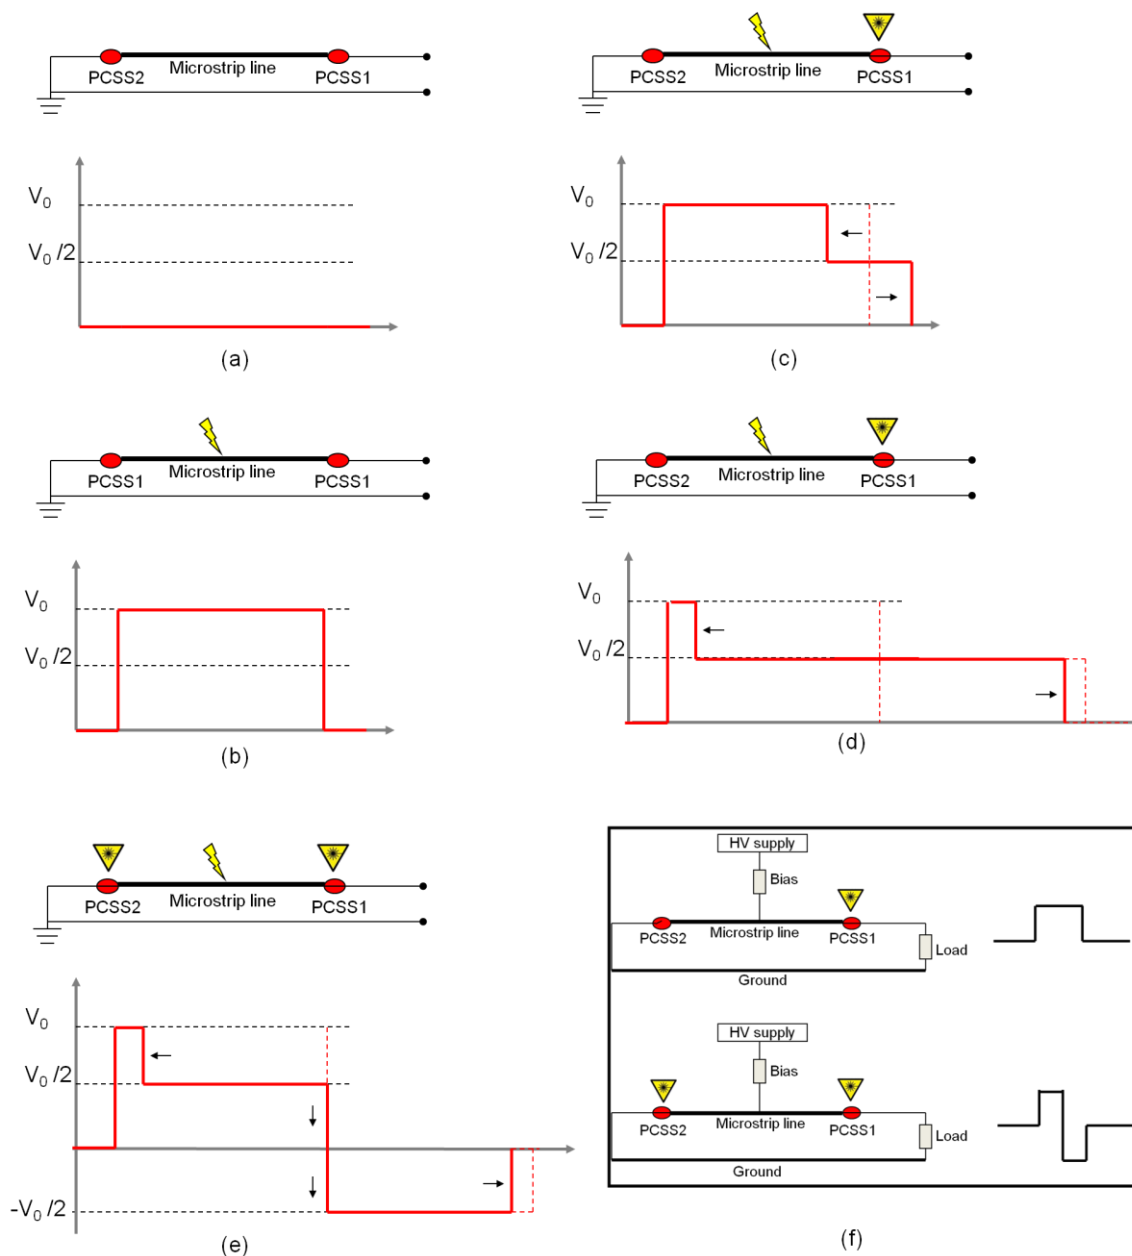 PCSS2
Microstrip line
PCSS1
V₀
V₀ /2
(a)
PCSS2
Microstrip line
PCSS1
V₀
V₀ /2
(c)
PCSS1
Microstrip line
PCSS1
V₀
V₀ /2
(b)
PCSS2
Microstrip line
PCSS1
V₀
V₀ /2
(d)
PCSS2
Microstrip line
PCSS1
V₀
V₀ /2
-V₀ /2
(e)
HV supply
Bias
PCSS2
Microstrip line
PCSS1
Load
Ground
HV supply
Bias
PCSS2
Microstrip line
PCSS1
Load
Ground
(f)